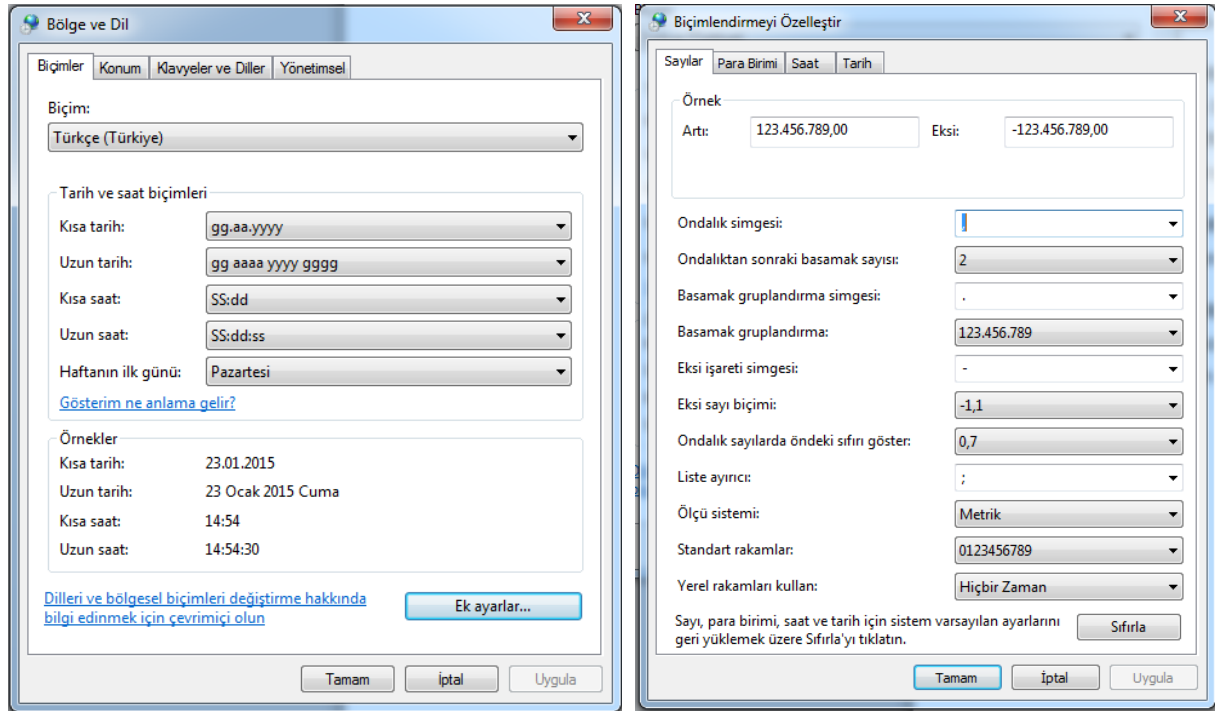 Bölge ve Dil
Biçimler Konum Klavyeler ve Diller Yönetimsel
Biçim:
Türkçe (Türkiye)
Tarih ve saat biçimleri
Kısa tarih: gg.aa.yyyy
Uzun tarih: gg aaaa yyyy gggg
Kısa saat: SS:dd
Uzun saat: SS:dd:ss
Haftanın ilk günü: Pazartesi
Gösterim ne anlama gelir?
Örnekler
Kısa tarih: 23.01.2015
Uzun tarih: 23 Ocak 2015 Cuma
Kısa saat: 14:54
Uzun saat: 14:54:30
Dilleri ve bölgesel biçimleri değiştirme hakkında
bilgi edinmek için çevrimiçi olun
Ek ayarlar...
Tamam İptal Uygula
Biçimlendirmeyi Özelleştir
Sayılar Para Birimi Saat Tarih
Örnek
Artı: 123.456.789,00 Eksi: -123.456.789,00
Ondalık simgesi: ,
Ondalıktan sonraki basamak sayısı: 2
Basamak gruplandırma simgesi: .
Basamak gruplandırma: 123.456.789
Eksi işareti simgesi: -
Eksi sayı biçimi: -1,1
Ondalık sayılarda öndeki sıfırı göster: 0,7
Liste ayırıcı: ;
Ölçü sistemi: Metrik
Standart rakamlar: 0123456789
Yerel rakamları kullan: Hiçbir Zaman
Sayı, para birimi, saat ve tarih için sistem varsayılan ayarlarını
geri yüklemek üzere Sıfırla'yı tıklatın.
Sıfırla
Tamam İptal Uygula